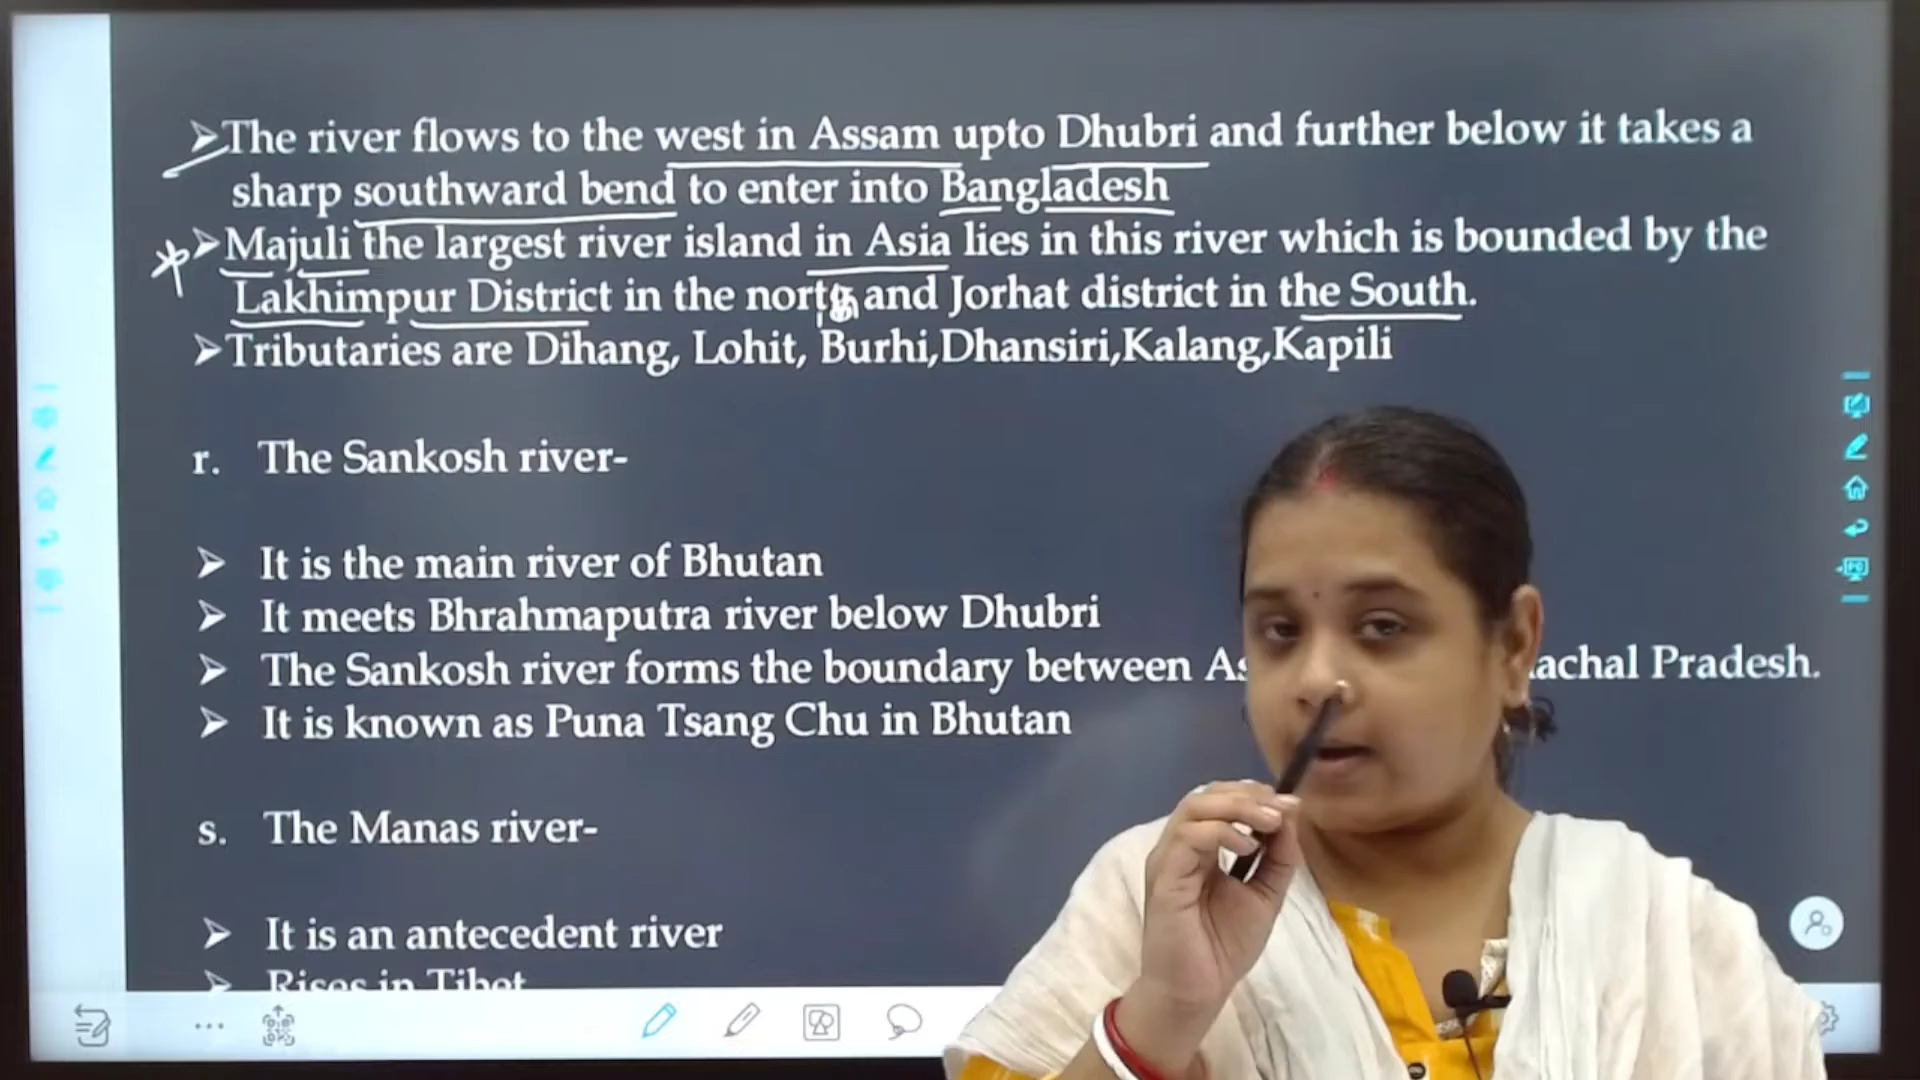 ➢The river flows to the west in Assam upto Dhubri and further below it takes a
sharp southward bend to enter into Bangladesh
➢Majuli the largest river island in Asia lies in this river which is bounded by the
Lakhimpur District in the north and Jorhat district in the South.
➢Tributaries are Dihang, Lohit, Burhi,Dhansiri,Kalang,Kapili
r. The Sankosh river-
➢ It is the main river of Bhutan
➢ It meets Bhrahmaputra river below Dhubri
➢ The Sankosh river forms the boundary between Pradesh.
➢ It is known as Puna Tsang Chu in Bhutan
s. The Manas river-
➢ It is an antecedent river
➢ Rises in Tibet